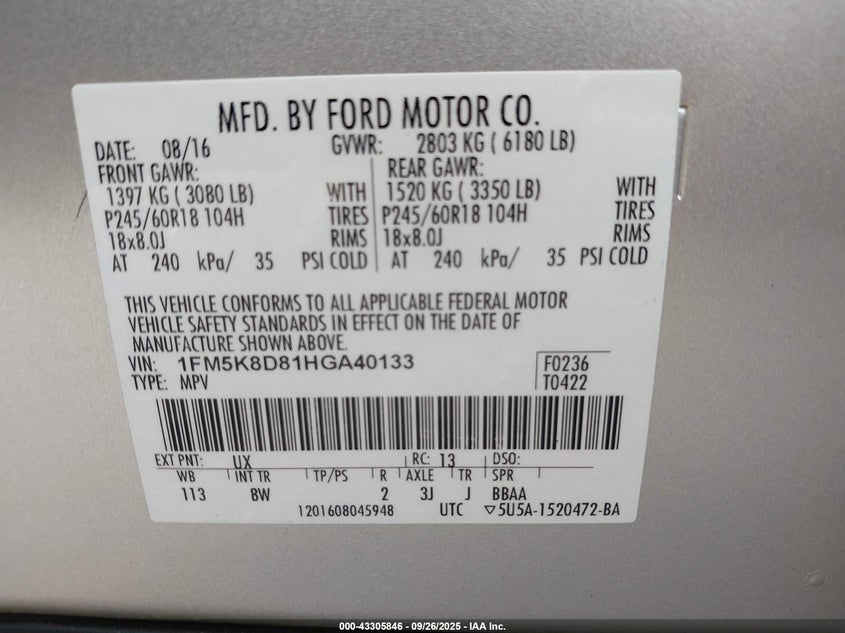 MFD. BY FORD MOTOR CO.
DATE: 08/16 GVWR: 2803 KG ( 6180 LB)
FRONT GAWR: REAR GAWR:
1397 KG ( 3080 LB) WITH 1520 KG ( 3350 LB) WITH
P245/60R18 104H TIRES P245/60R18 104H TIRES
18x8.0J RIMS 18x8.0J RIMS
AT 240 kPa/ 35 PSI COLD AT 240 kPa/ 35 PSI COLD
THIS VEHICLE CONFORMS TO ALL APPLICABLE FEDERAL MOTOR
VEHICLE SAFETY STANDARDS IN EFFECT ON THE DATE OF
MANUFACTURE SHOWN ABOVE.
VIN: 1FM5K8D81HGA40133 F0236
TYPE: MPV T0422
EXT PNT: UX RC: 13 DSO:
WB INT TR TP/PS R AXLE TR SPR
113 8W 2 3J J BBAA
1201608045948 UTC ▽5U5A-1520472-BA
000-43305846 - 09/26/2025 - IAA Inc.